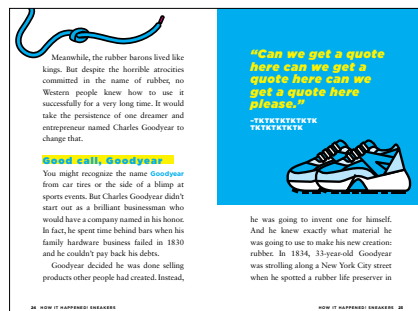 Meanwhile, the rubber barons lived like
kings. But despite the horrible atrocities
committed in the name of rubber, no
Western people knew how to use it
successfully for a very long time. It would
take the persistence of one dreamer and
entrepreneur named Charles Goodyear to
change that.
Good call, Goodyear
You might recognize the name Goodyear
from car tires or the side of a blimp at
sports events. But Charles Goodyear didn't
start out as a brilliant businessman who
would have a company named in his honor.
In fact, he spent time behind bars when his
family hardware business failed in 1830
and he couldn't pay back his debts.
Goodyear decided he was done selling
products other people had created. Instead,
24 HOW IT HAPPENED! SNEAKERS
"Can we get a quote
here can we get a
quote here can we
get a quote here
please."
–TKTKTKTKTKTK
TKTKTKTKTK
he was going to invent one for himself.
And he knew exactly what material he
was going to use to make his new creation:
rubber. In 1834, 33-year-old Goodyear
was strolling along a New York City street
when he spotted a rubber life preserver in
HOW IT HAPPENED! SNEAKERS 25